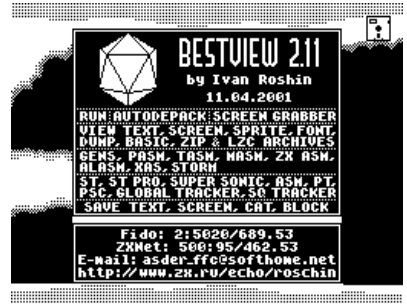 BESTVIEW 2.11
by Ivan Roshin
11.04.2001
RUN AUTODEPACK SCREEN GRABBER
VIEW TEXT, SCREEN, SPRITE, FONT,
DUMP, BASIC, ZIP & LZC ARCHIVES
GENS, PASM, TASM, MASM, ZX ASM,
ALASM, XAS, STORM
ST, ST PRO, SUPER SONIC, ASM, PT,
PSC, GLOBAL TRACKER, SQ TRACKER
SAVE TEXT, SCREEN, CAT, BLOCK
Fido: 2:5020/689.53
ZXNet: 500:95/462.53
E-mail: asder_ffc@softhome.net
http://www.zx.ru/echo/roschin